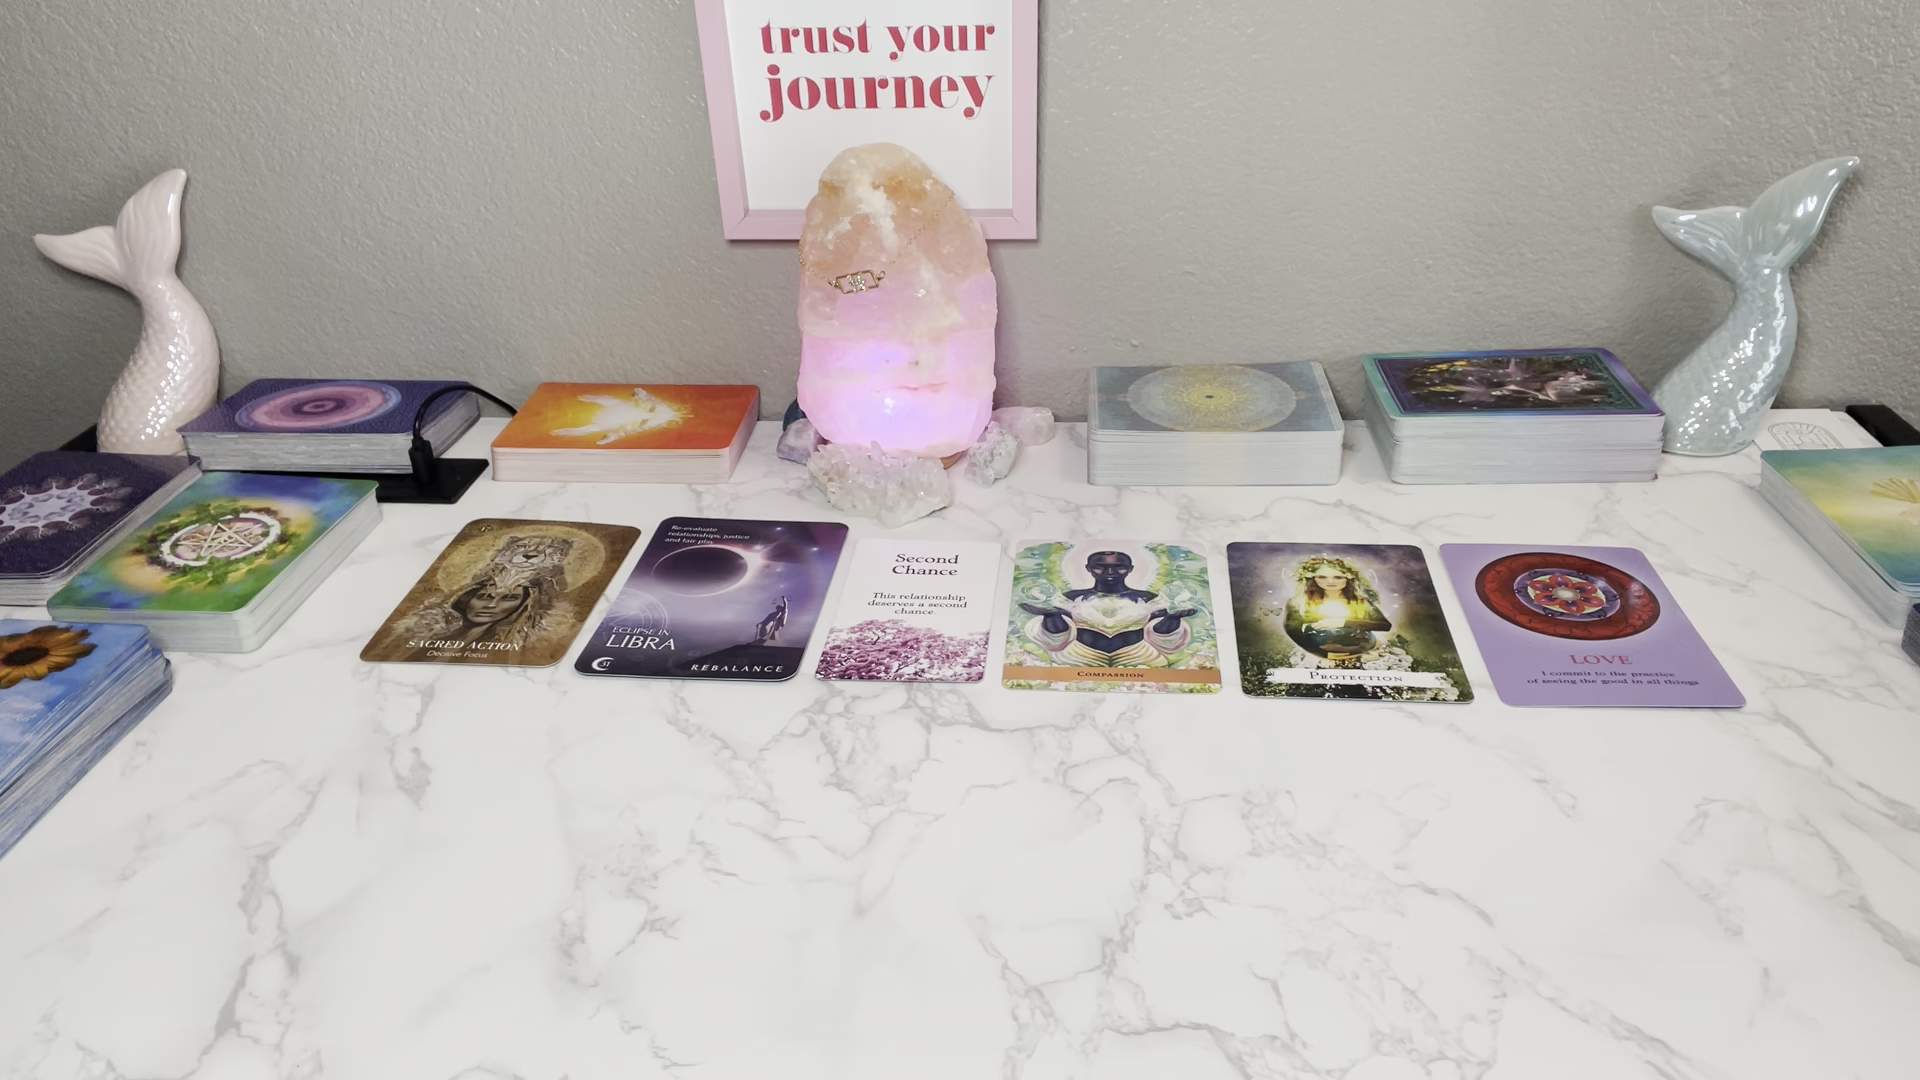 trust your
journey
SACRED ACTION
Decisive Focus
Re-evaluate
relationships, justice
and fair play
ECLIPSE IN
LIBRA
31
REBALANCE
Second
Chance
This relationship
deserves a second
chance.
COMPASSION
PROTECTION
LOVE
I commit to the practice
of seeing the good in all things